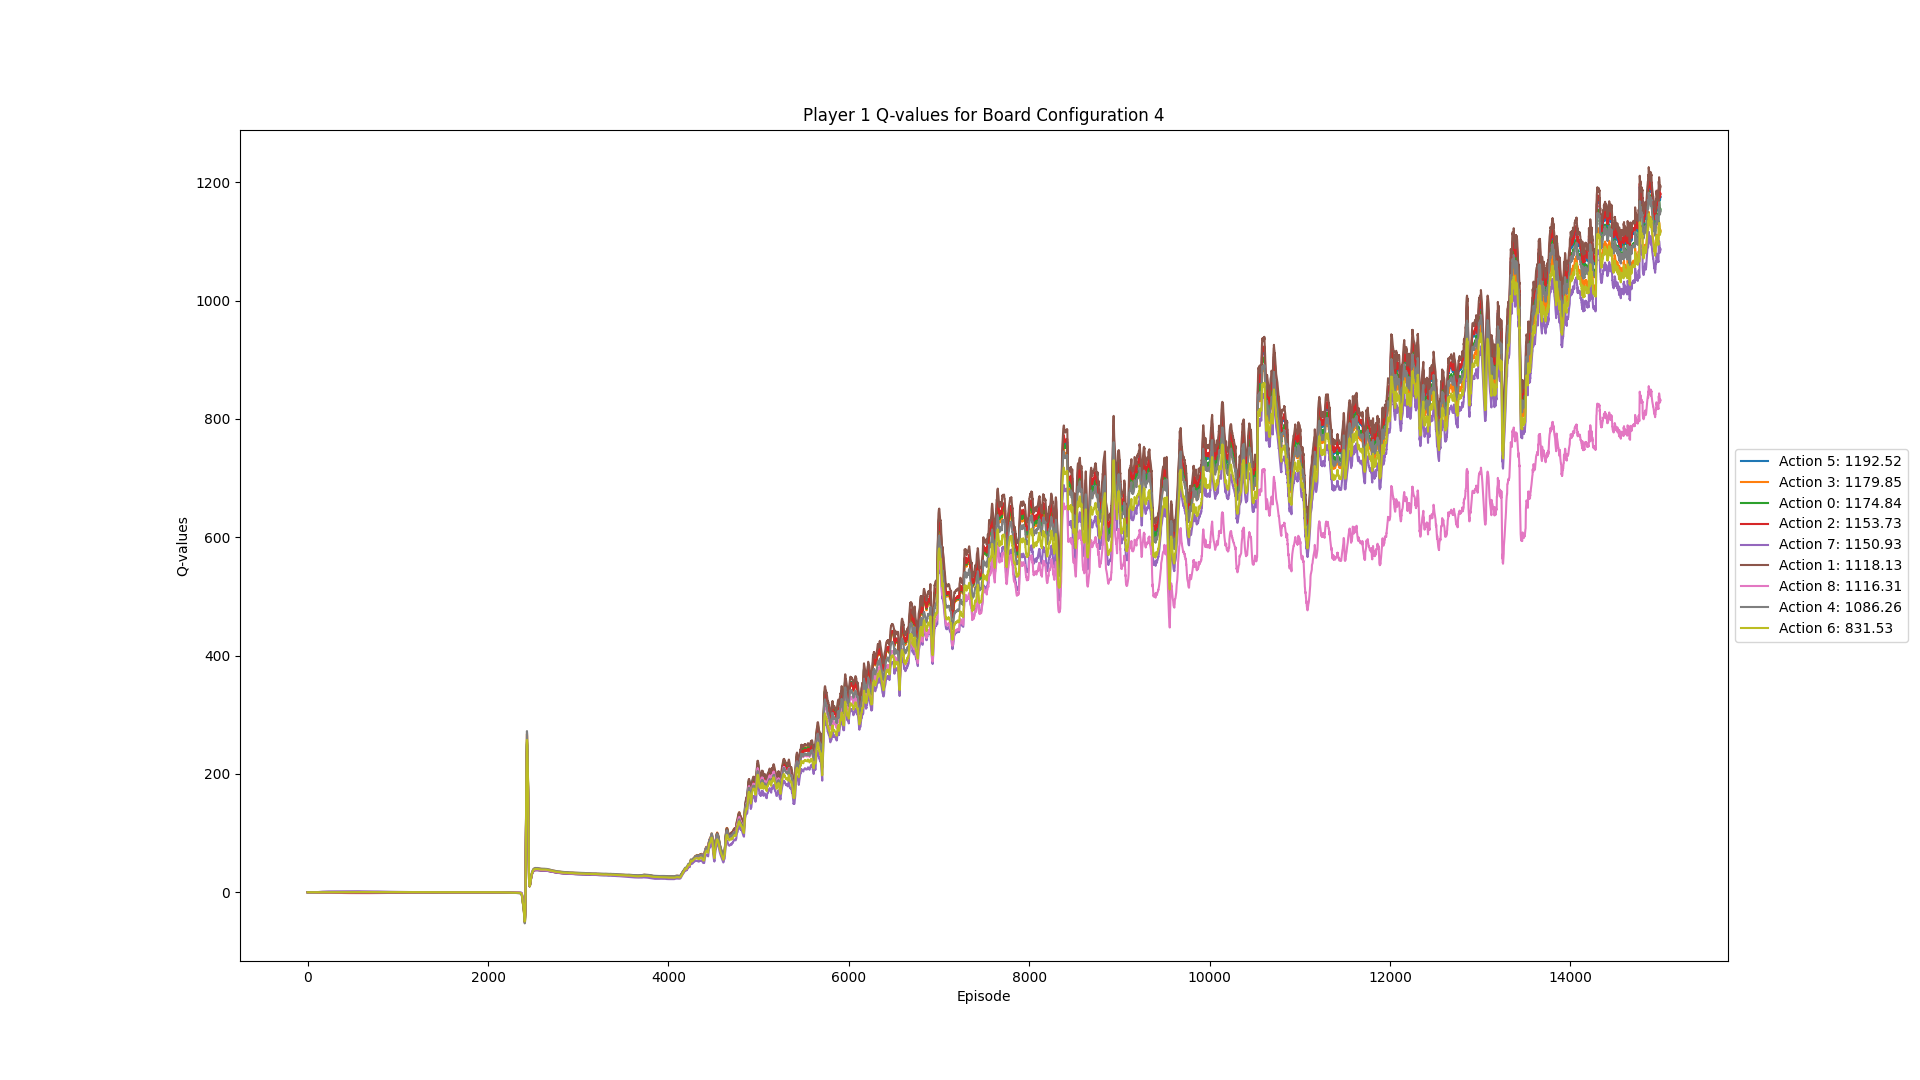 Player 1 Q-values for Board Configuration 4
1200
1000
800
600
400
200
0
Q-values
0 2000 4000 6000 8000 10000 12000 14000
Episode
Action 5: 1192.52
Action 3: 1179.85
Action 0: 1174.84
Action 2: 1153.73
Action 7: 1150.93
Action 1: 1118.13
Action 8: 1116.31
Action 4: 1086.26
Action 6: 831.53